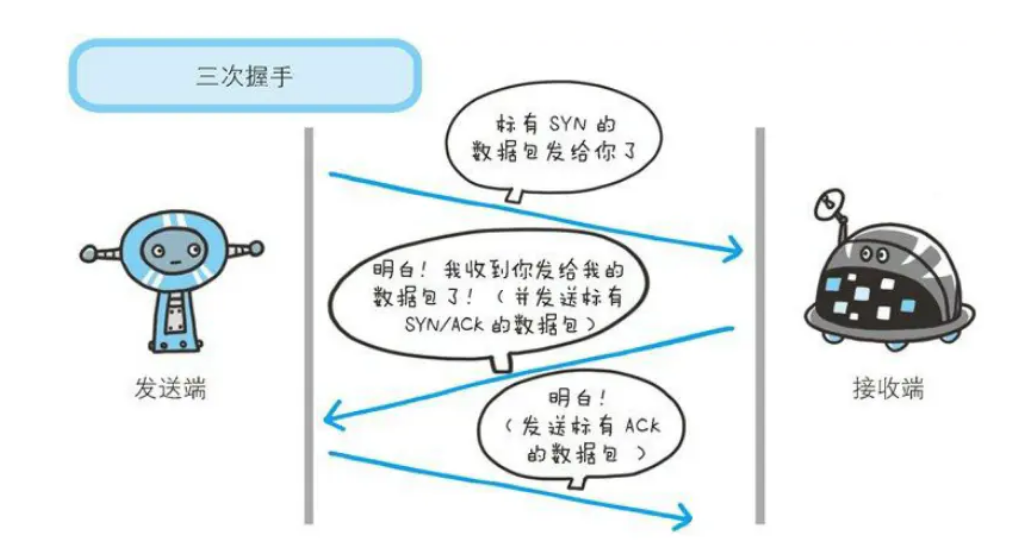 三次握手
标有 SYN 的
数据包发给你了
明白！我收到你发给我的
数据包了！（并发送标有
SYN/ACK 的数据包）
发送端
接收端
明白！
（发送标有 ACK
的数据包 ）